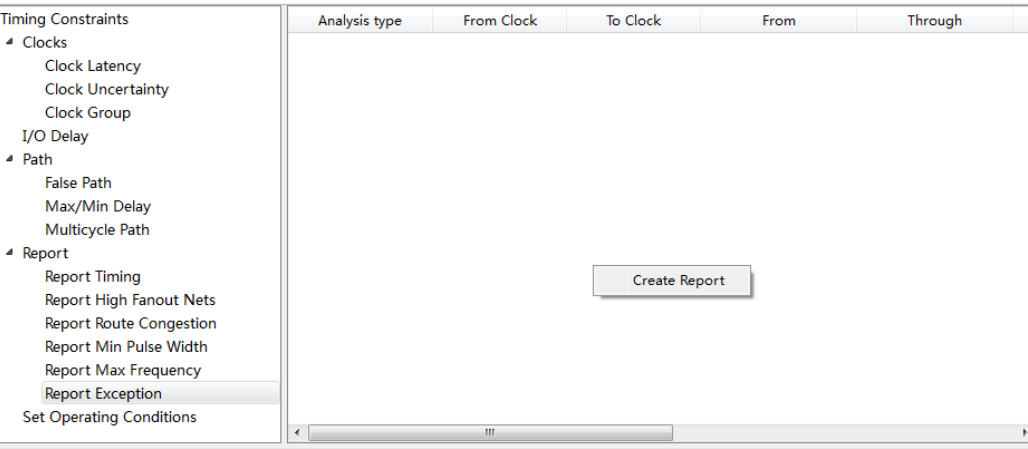 Timing Constraints
Clocks
Clock Latency
Clock Uncertainty
Clock Group
I/O Delay
Path
False Path
Max/Min Delay
Multicycle Path
Report
Report Timing
Report High Fanout Nets
Report Route Congestion
Report Min Pulse Width
Report Max Frequency
Report Exception
Set Operating Conditions
Analysis type From Clock To Clock From Through
Create Report